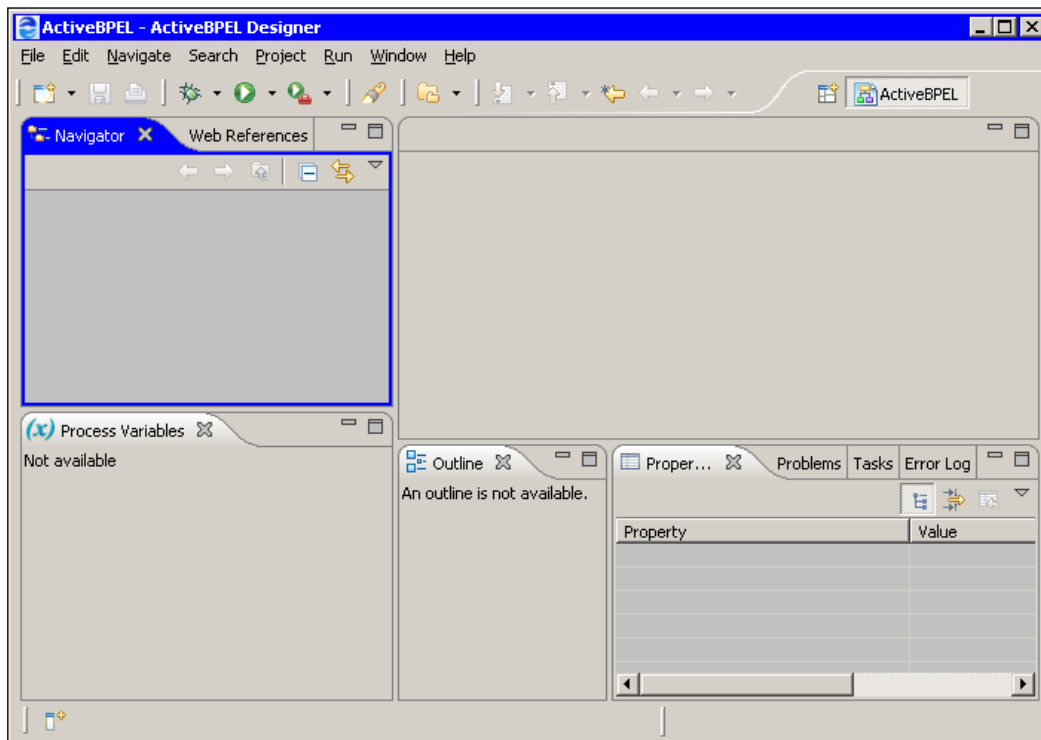 ActiveBPEL - ActiveBPEL Designer
File Edit Navigate Search Project Run Window Help
ActiveBPEL
Navigator Web References
(x) Process Variables
Not available
Outline
An outline is not available.
Proper... Problems Tasks Error Log
Property Value